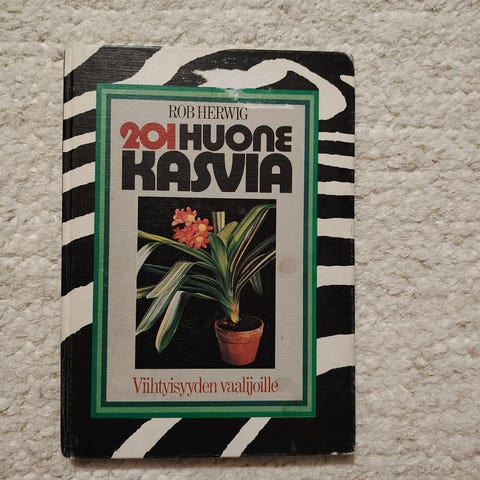 ROB HERWIG
201 HUONE
KASVIA
Viihtyisyyden vaalijoille